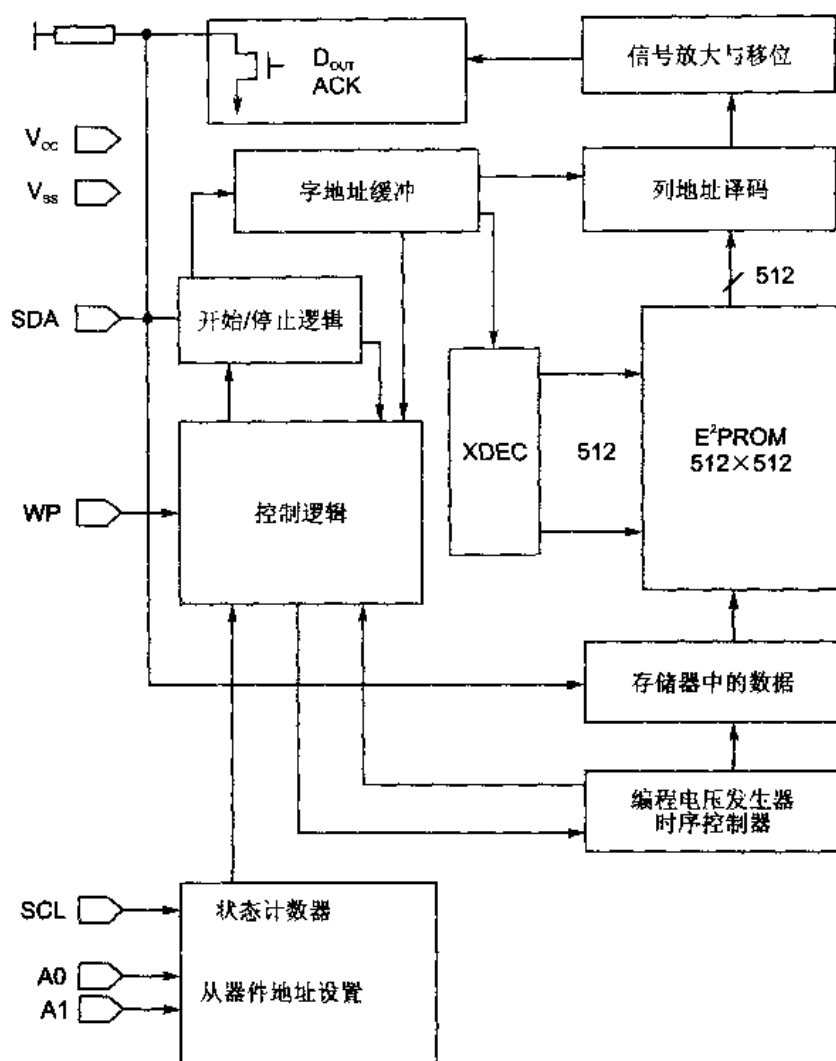 D_OUT
ACK
信号放大与移位
V_CC
V_SS
字地址缓冲
列地址译码
512
SDA
开始/停止逻辑
XDEC
512
E²PROM
512×512
WP
控制逻辑
存储器中的数据
编程电压发生器
时序控制器
SCL
状态计数器
A0
从器件地址设置
A1